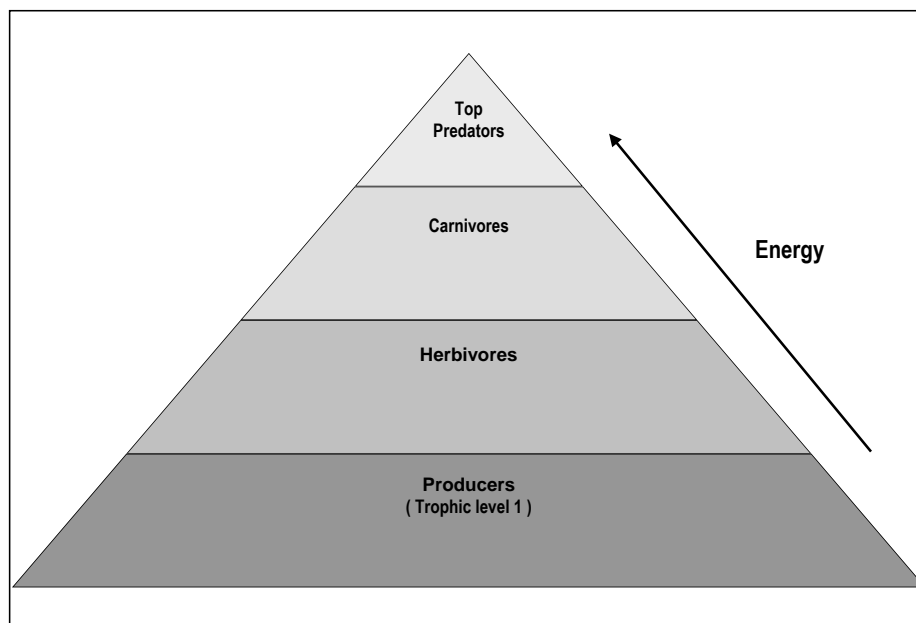 Top
Predators
Carnivores
Energy
Herbivores
Producers
( Trophic level 1 )